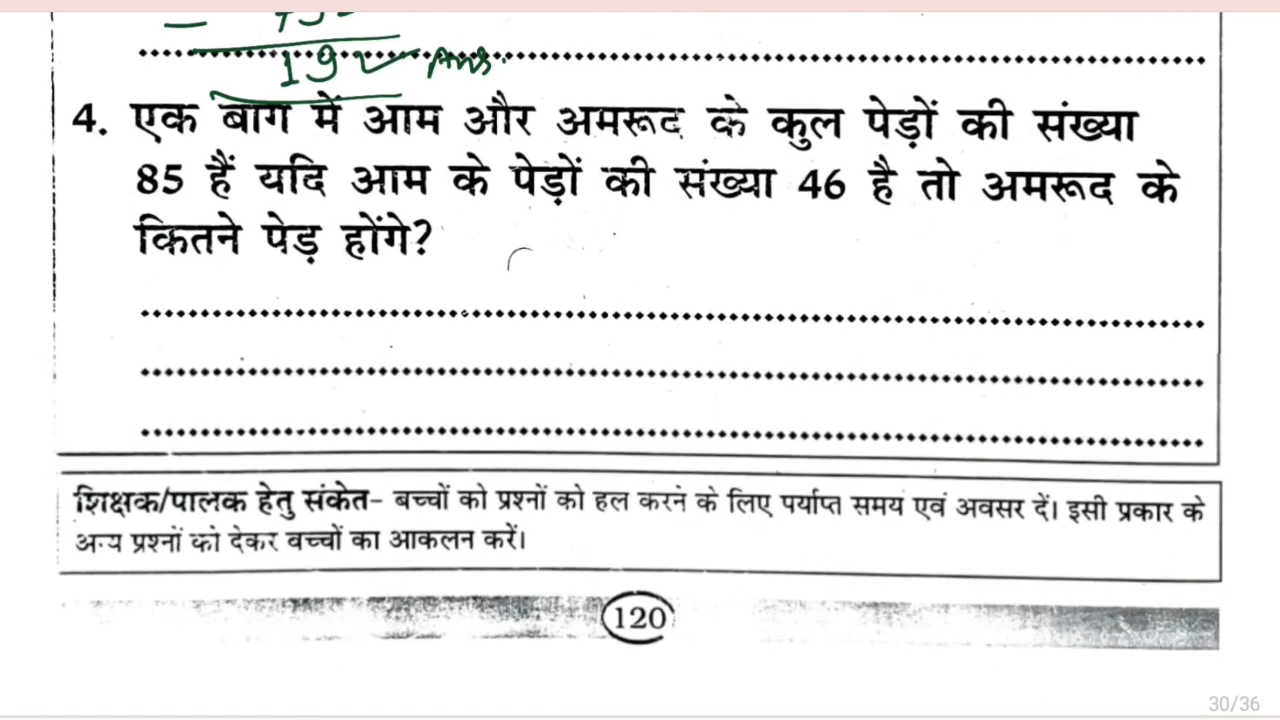 192 Ans.
4. एक बाग में आम और अमरूद के कुल पेड़ों की संख्या
85 हैं यदि आम के पेड़ों की संख्या 46 है तो अमरूद के
कितने पेड़ होंगे?
शिक्षक/पालक हेतु संकेत- बच्चों को प्रश्नों को हल करने के लिए पर्याप्त समय एवं अवसर दें। इसी प्रकार के
अन्य प्रश्नों को देकर बच्चों का आकलन करें।
120
30/36